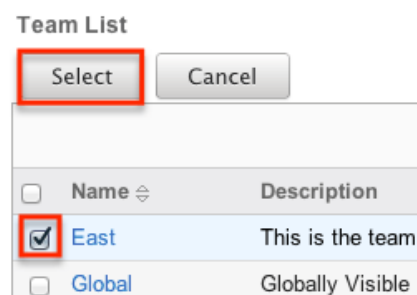 Team List
Select Cancel
Name Description
East This is the team
Global Globally Visible